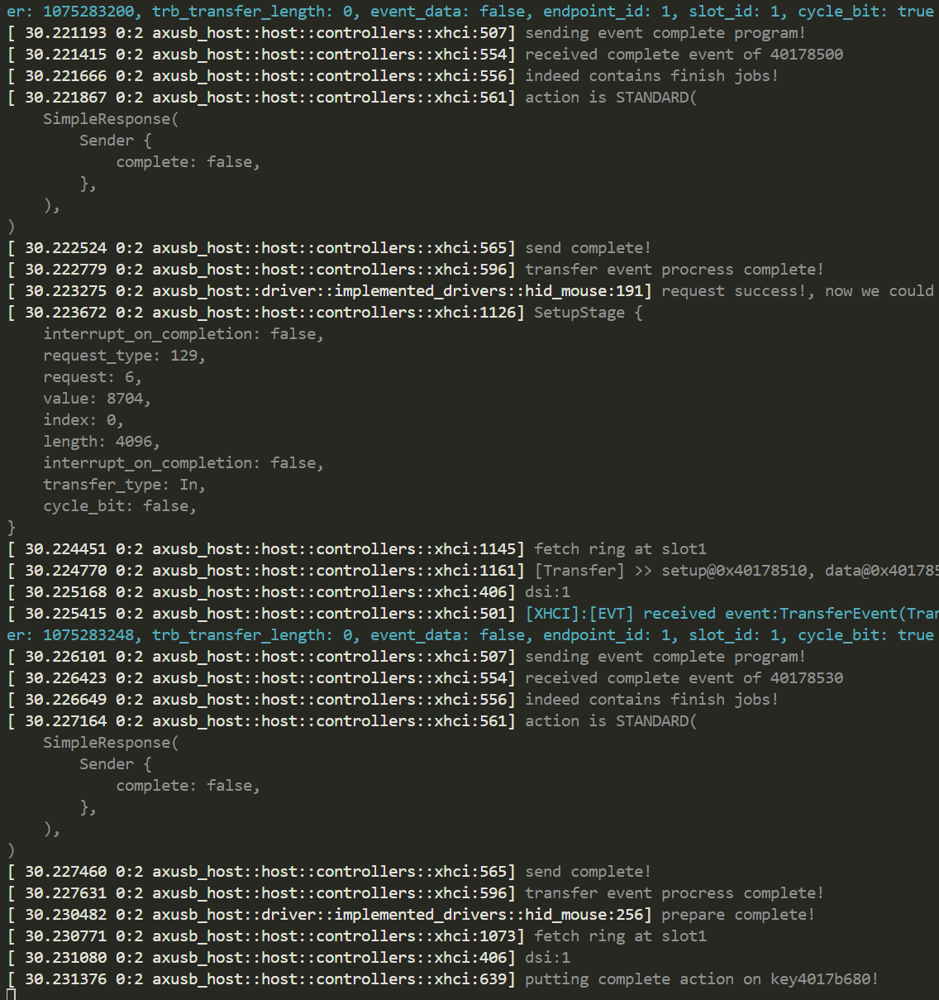 er: 1075283200, trb_transfer_length: 0, event_data: false, endpoint_id: 1, slot_id: 1, cycle_bit: true
[ 30.221193 0:2 axusb_host::host::controllers::xhci:507] sending event complete program!
[ 30.221415 0:2 axusb_host::host::controllers::xhci:554] received complete event of 40178500
[ 30.221666 0:2 axusb_host::host::controllers::xhci:556] indeed contains finish jobs!
[ 30.221867 0:2 axusb_host::host::controllers::xhci:561] action is STANDARD(
    SimpleResponse(
        Sender {
            complete: false,
        },
    ),
)
[ 30.222524 0:2 axusb_host::host::controllers::xhci:565] send complete!
[ 30.222779 0:2 axusb_host::host::controllers::xhci:596] transfer event procress complete!
[ 30.223275 0:2 axusb_host::driver::implemented_drivers::hid_mouse:191] request success!, now we could
[ 30.223672 0:2 axusb_host::host::controllers::xhci:1126] SetupStage {
    interrupt_on_completion: false,
    request_type: 129,
    request: 6,
    value: 8704,
    index: 0,
    length: 4096,
    interrupt_on_completion: false,
    transfer_type: In,
    cycle_bit: false,
}
[ 30.224451 0:2 axusb_host::host::controllers::xhci:1145] fetch ring at slot1
[ 30.224770 0:2 axusb_host::host::controllers::xhci:1161] [Transfer] >> setup@0x40178510, data@0x401785
[ 30.225168 0:2 axusb_host::host::controllers::xhci:406] dsi:1
[ 30.225415 0:2 axusb_host::host::controllers::xhci:501] [XHCI]:[EVT] received event:TransferEvent(Tran
er: 1075283248, trb_transfer_length: 0, event_data: false, endpoint_id: 1, slot_id: 1, cycle_bit: true
[ 30.226101 0:2 axusb_host::host::controllers::xhci:507] sending event complete program!
[ 30.226423 0:2 axusb_host::host::controllers::xhci:554] received complete event of 40178530
[ 30.226649 0:2 axusb_host::host::controllers::xhci:556] indeed contains finish jobs!
[ 30.227164 0:2 axusb_host::host::controllers::xhci:561] action is STANDARD(
    SimpleResponse(
        Sender {
            complete: false,
        },
    ),
)
[ 30.227460 0:2 axusb_host::host::controllers::xhci:565] send complete!
[ 30.227631 0:2 axusb_host::host::controllers::xhci:596] transfer event procress complete!
[ 30.230482 0:2 axusb_host::driver::implemented_drivers::hid_mouse:256] prepare complete!
[ 30.230771 0:2 axusb_host::host::controllers::xhci:1073] fetch ring at slot1
[ 30.231080 0:2 axusb_host::host::controllers::xhci:406] dsi:1
[ 30.231376 0:2 axusb_host::host::controllers::xhci:639] putting complete action on key4017b680!